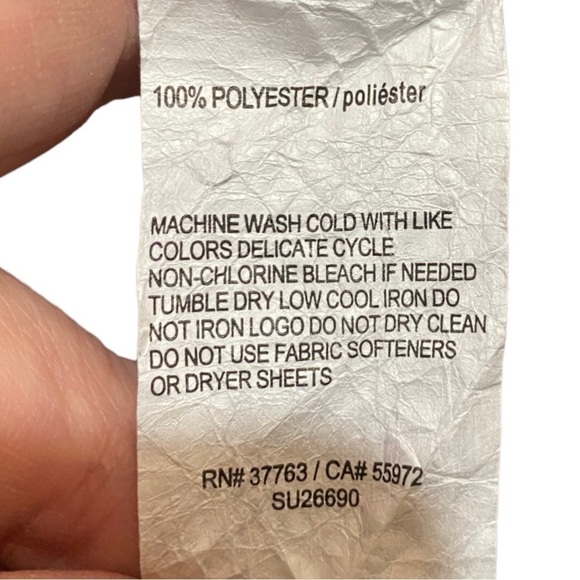 100% POLYESTER / poliéster
MACHINE WASH COLD WITH LIKE
COLORS DELICATE CYCLE
NON-CHLORINE BLEACH IF NEEDED
TUMBLE DRY LOW COOL IRON DO
NOT IRON LOGO DO NOT DRY CLEAN
DO NOT USE FABRIC SOFTENERS
OR DRYER SHEETS
RN# 37763 / CA# 55972
SU26690